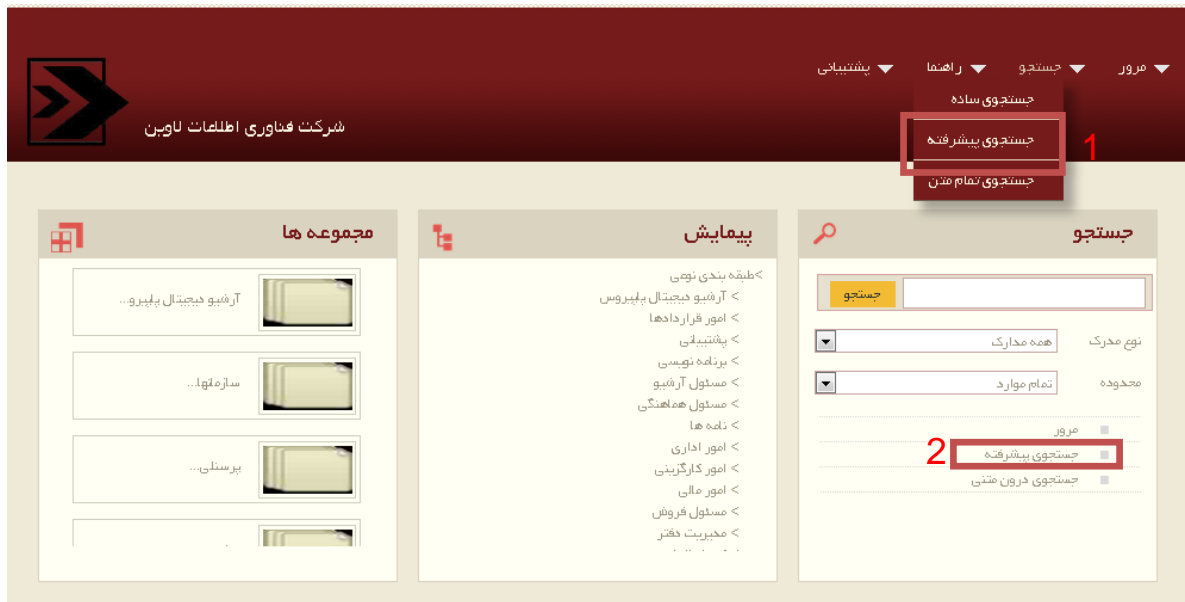 مرور
جستجو
راهنما
پشتیبانی
جستجوی ساده
جستجوی پیشرفته
1
جستجوی تمام متن
شرکت فناوری اطلاعات لاوین
جستجو
جستجو
نوع مدرک
همه مدارک
محدوده
تمام موارد
مرور
جستجوی پیشرفته
2
جستجوی درون متنی
پیمایش
>طبقه بندی نوعی
> آرشیو دیجیتال پاپیروس
> امور قراردادها
> پشتیبانی
> برنامه نویسی
> مسئول آرشیو
> مسئول هماهنگی
> نامه ها
> امور اداری
> امور کارگزینی
> امور مالی
> مسئول فروش
> مدیریت دفتر
مجموعه ها
آرشیو دیجیتال پاپیرو...
سازمانها...
پرسنلی...